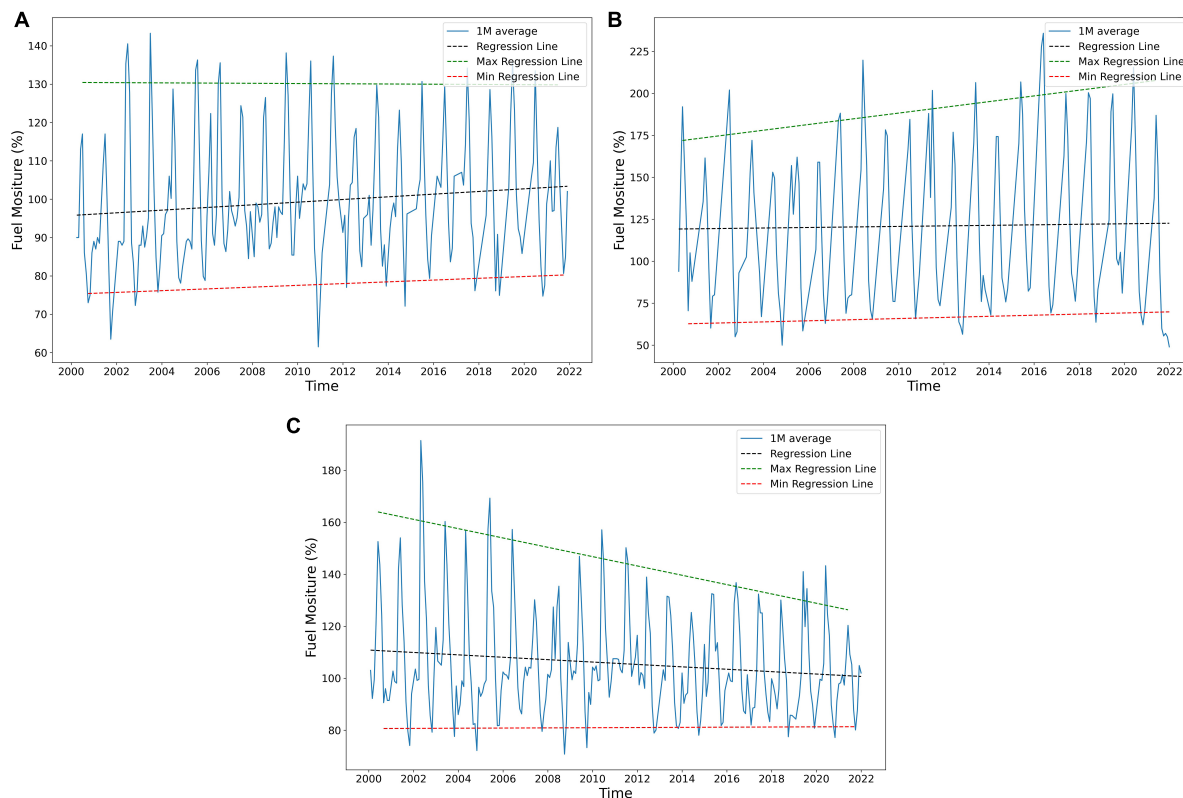 A
1M average
Regression Line
Max Regression Line
Min Regression Line
Fuel Mositure (%)
140
130
120
110
100
90
80
70
60
2000 2002 2004 2006 2008 2010 2012 2014 2016 2018 2020 2022
Time
B
1M average
Regression Line
Max Regression Line
Min Regression Line
Fuel Mositure (%)
225
200
175
150
125
100
75
50
2000 2002 2004 2006 2008 2010 2012 2014 2016 2018 2020 2022
Time
C
1M average
Regression Line
Max Regression Line
Min Regression Line
Fuel Mositure (%)
180
160
140
120
100
80
2000 2002 2004 2006 2008 2010 2012 2014 2016 2018 2020 2022
Time